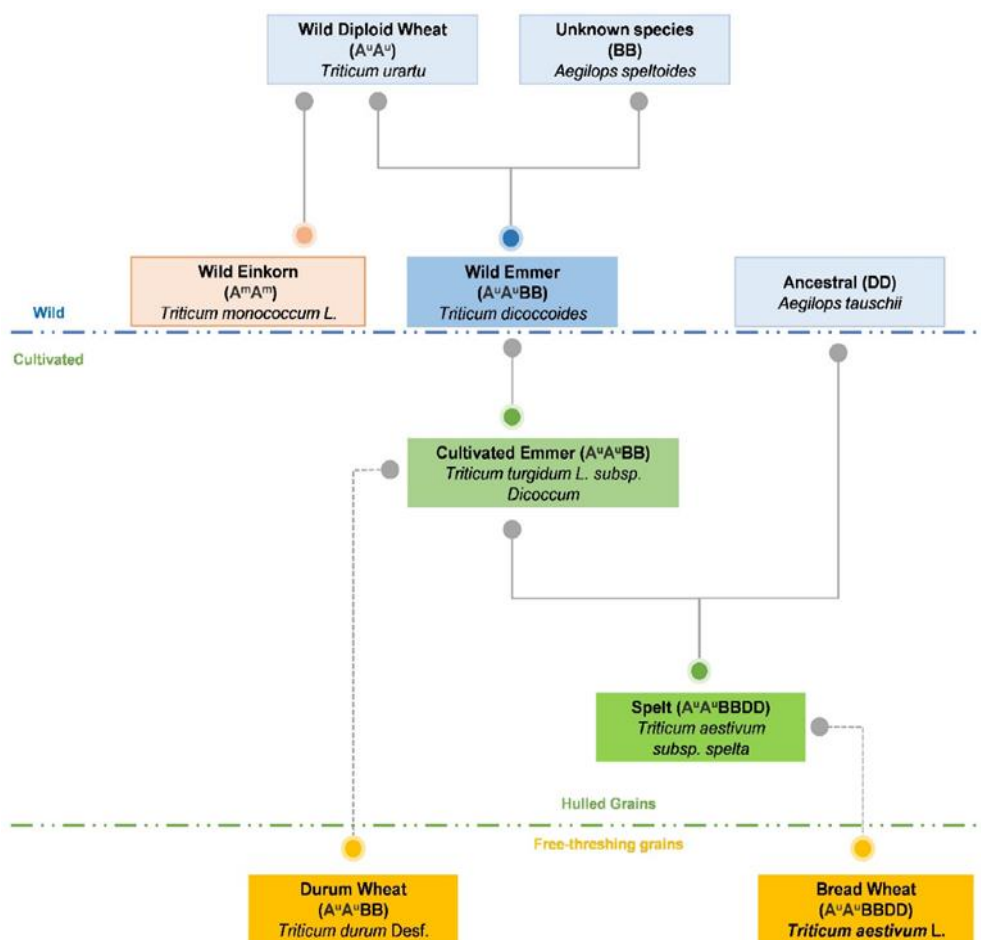 Wild Diploid Wheat
(AᵘAᵘ)
Triticum urartu
Unknown species
(BB)
Aegilops speltoides
Wild Einkorn
(AᵐAᵐ)
Triticum monococcum L.
Wild Emmer
(AᵘAᵘBB)
Triticum dicoccoides
Ancestral (DD)
Aegilops tauschii
Wild
Cultivated
Cultivated Emmer (AᵘAᵘBB)
Triticum turgidum L. subsp.
Dicoccum
Spelt (AᵘAᵘBBDD)
Triticum aestivum
subsp. spelta
Hulled Grains
Free-threshing grains
Durum Wheat
(AᵘAᵘBB)
Triticum durum Desf.
Bread Wheat
(AᵘAᵘBBDD)
Triticum aestivum L.